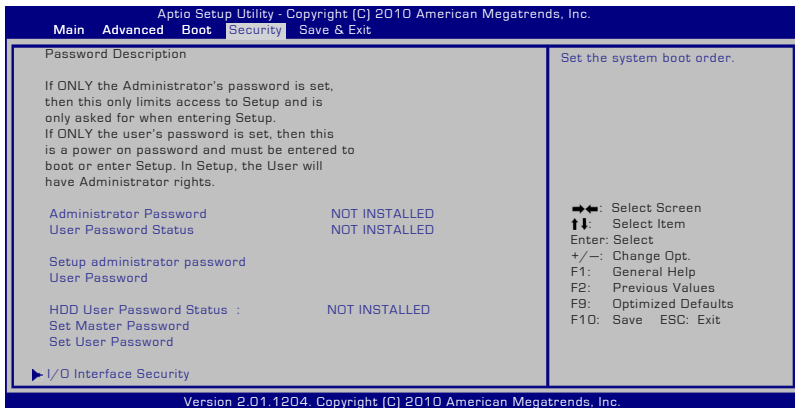 Aptio Setup Utility - Copyright (C) 2010 American Megatrends, Inc.
Main Advanced Boot Security Save & Exit
Password Description
If ONLY the Administrator's password is set,
then this only limits access to Setup and is
only asked for when entering Setup.
If ONLY the user's password is set, then this
is a power on password and must be entered to
boot or enter Setup. In Setup, the User will
have Administrator rights.
Administrator Password NOT INSTALLED
User Password Status NOT INSTALLED
Setup administrator password
User Password
HDD User Password Status : NOT INSTALLED
Set Master Password
Set User Password
I/O Interface Security
Set the system boot order.
→←: Select Screen
↑↓: Select Item
Enter: Select
+/—: Change Opt.
F1: General Help
F2: Previous Values
F9: Optimized Defaults
F10: Save ESC: Exit
Version 2.01.1204. Copyright (C) 2010 American Megatrends, Inc.